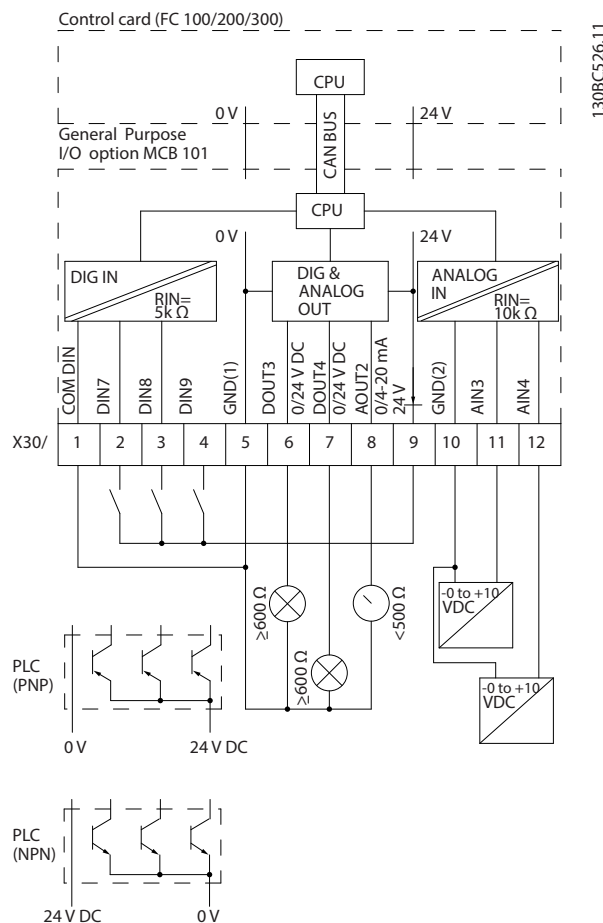 Control card (FC 100/200/300)
130BC526.11
CPU
0 V
24 V
CAN BUS
General Purpose
I/O option MCB 101
CPU
0 V
24 V
DIG IN
RIN=
5k Ω
DIG &
ANALOG
OUT
ANALOG
IN
RIN=
10k Ω
COM DIN
DIN7
DIN8
DIN9
GND(1)
DOUT3
0/24 V DC
DOUT4
0/24 V DC
AOUT2
0/4-20 mA
24 V
GND(2)
AIN3
AIN4
X30/ 1 2 3 4 5 6 7 8 9 10 11 12
≥600 Ω
≥600 Ω
<500 Ω
-0 to +10
VDC
-0 to +10
VDC
PLC
(PNP)
0 V 24 V DC
PLC
(NPN)
24 V DC 0 V